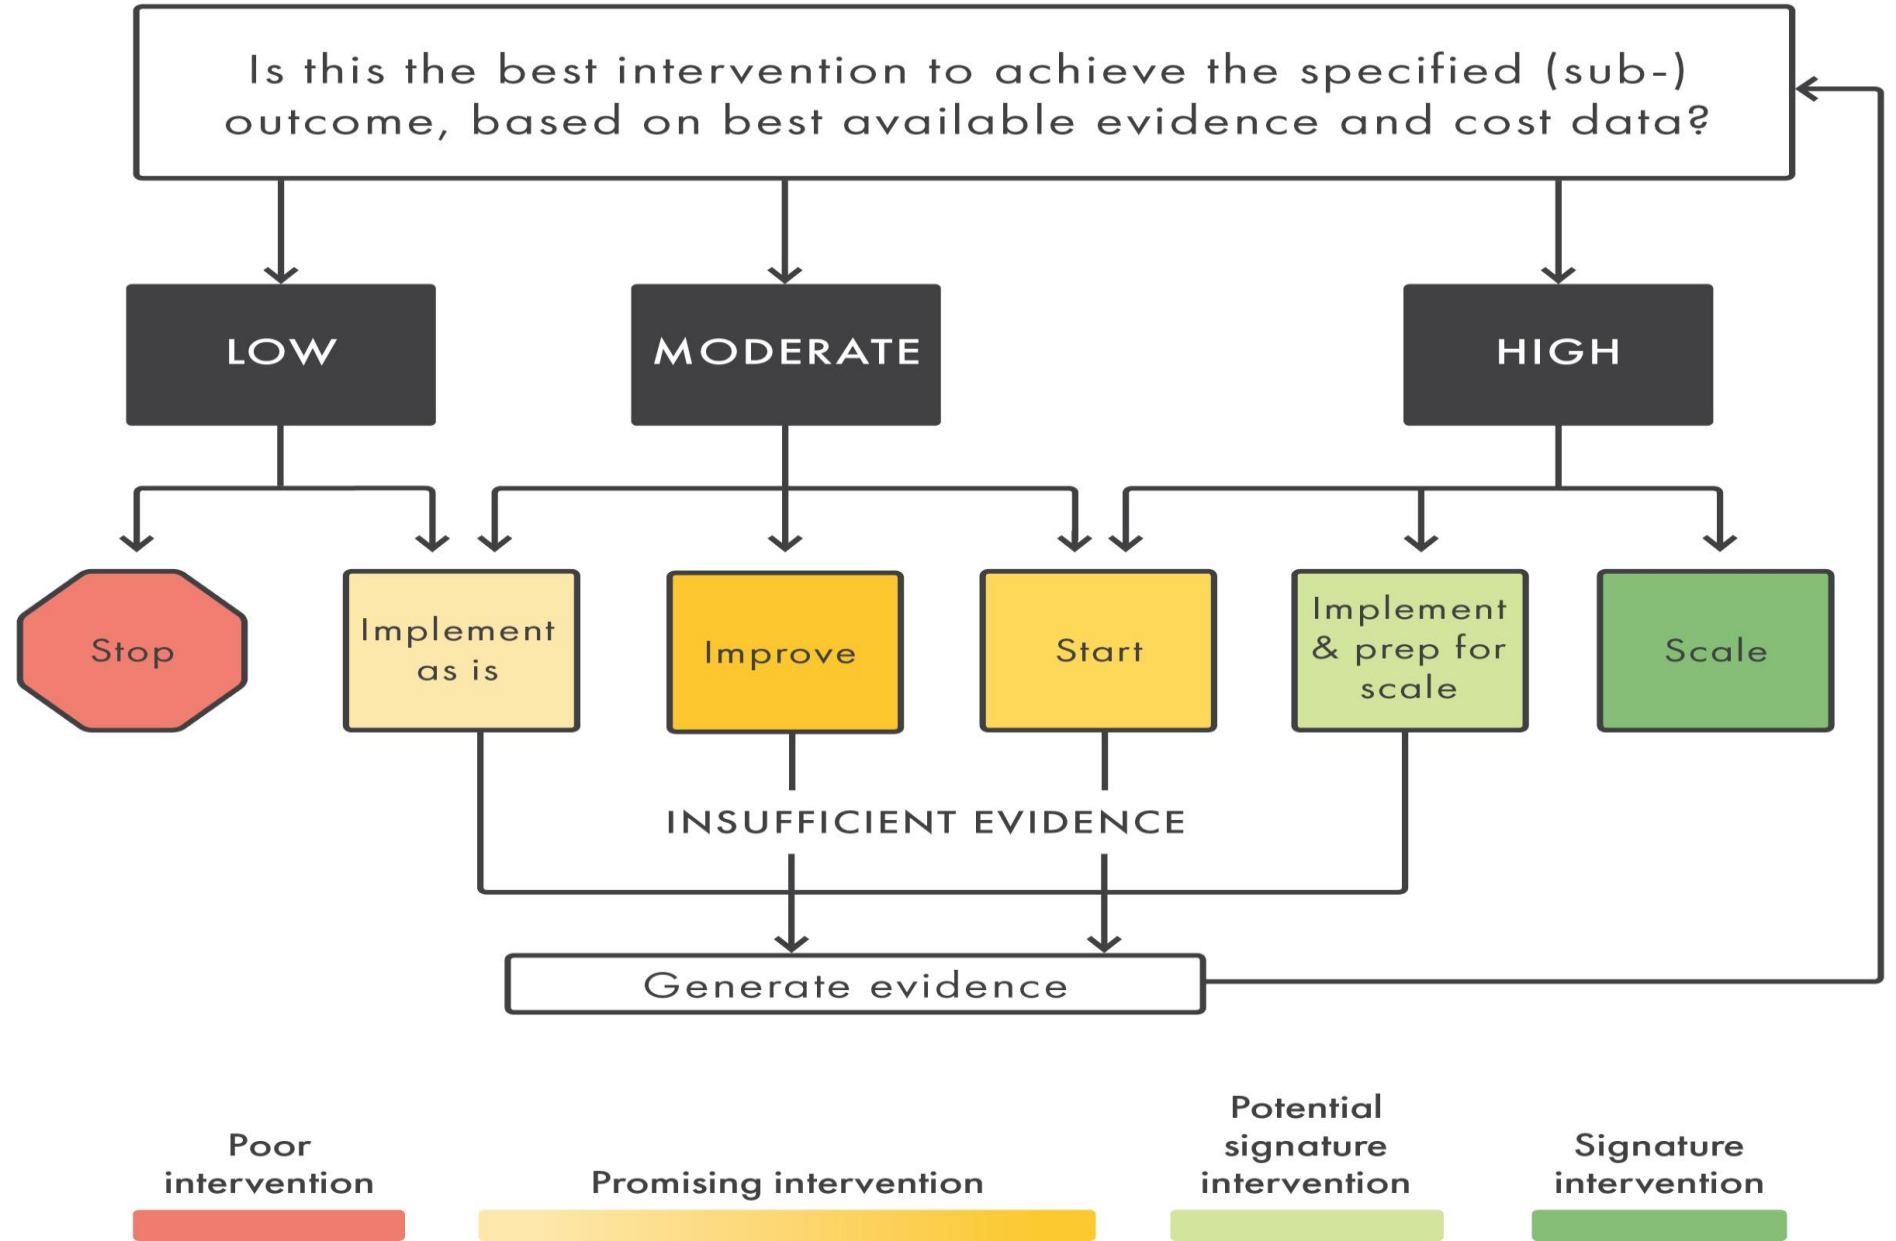 Is this the best intervention to achieve the specified (sub-)
outcome, based on best available evidence and cost data?
LOW
MODERATE
HIGH
Stop
Implement
as is
Improve
Start
Implement
& prep for
scale
Scale
INSUFFICIENT EVIDENCE
Generate evidence
Poor
intervention
Promising intervention
Potential
signature
intervention
Signature
intervention